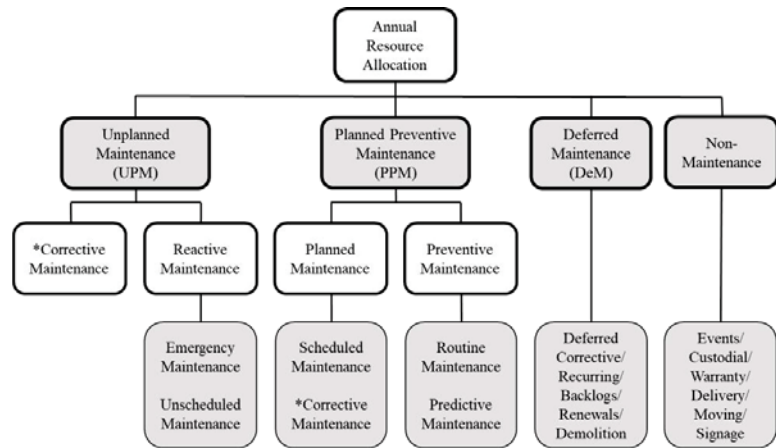 Annual
Resource
Allocation
Unplanned
Maintenance
(UPM)
Planned Preventive
Maintenance
(PPM)
Deferred
Maintenance
(DeM)
Non-
Maintenance
*Corrective
Maintenance
Reactive
Maintenance
Planned
Maintenance
Preventive
Maintenance
Emergency
Maintenance
Unscheduled
Maintenance
Scheduled
Maintenance
*Corrective
Maintenance
Routine
Maintenance
Predictive
Maintenance
Deferred
Corrective/
Recurring/
Backlogs/
Renewals/
Demolition
Events/
Custodial/
Warranty/
Delivery/
Moving/
Signage